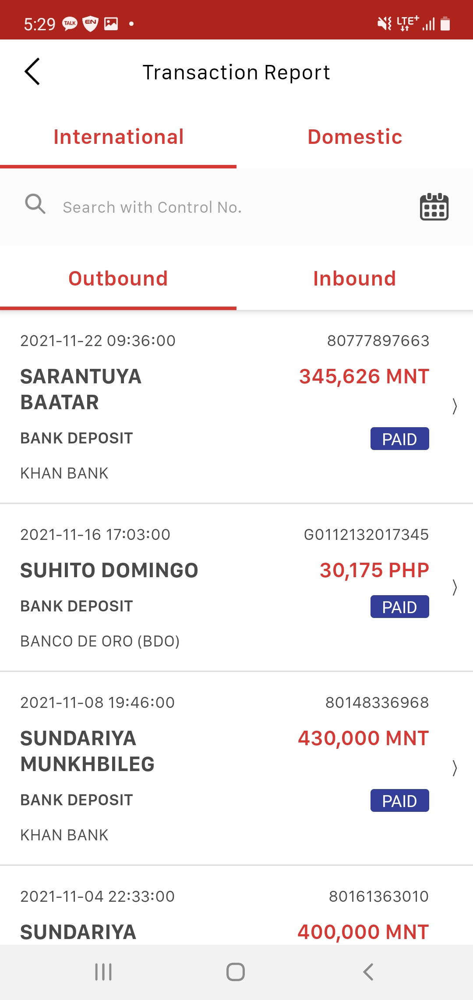 5:29 TALK EN LTE+
Transaction Report
International Domestic
Search with Control No.
Outbound Inbound
2021-11-22 09:36:00 80777897663
SARANTUYA 345,626 MNT
BAATAR
BANK DEPOSIT PAID
KHAN BANK
2021-11-16 17:03:00 G0112132017345
SUHITO DOMINGO 30,175 PHP
BANK DEPOSIT PAID
BANCO DE ORO (BDO)
2021-11-08 19:46:00 80148336968
SUNDARIYA 430,000 MNT
MUNKHBILEG
BANK DEPOSIT PAID
KHAN BANK
2021-11-04 22:33:00 80161363010
SUNDARIYA 400,000 MNT